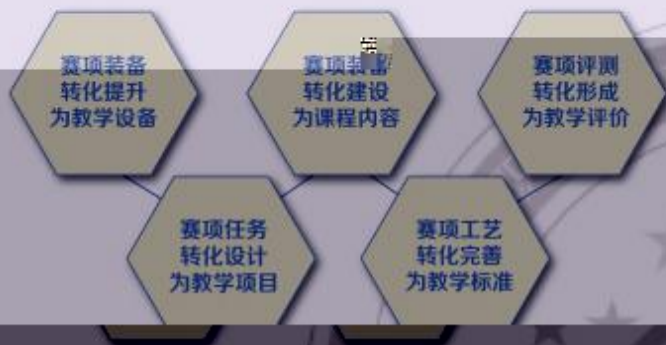 赛项装备
转化提升
为教学设备
赛项装备
转化建设
为课程内容
赛项评测
转化形成
为教学评价
赛项任务
转化设计
为教学项目
赛项工艺
转化完善
为教学标准